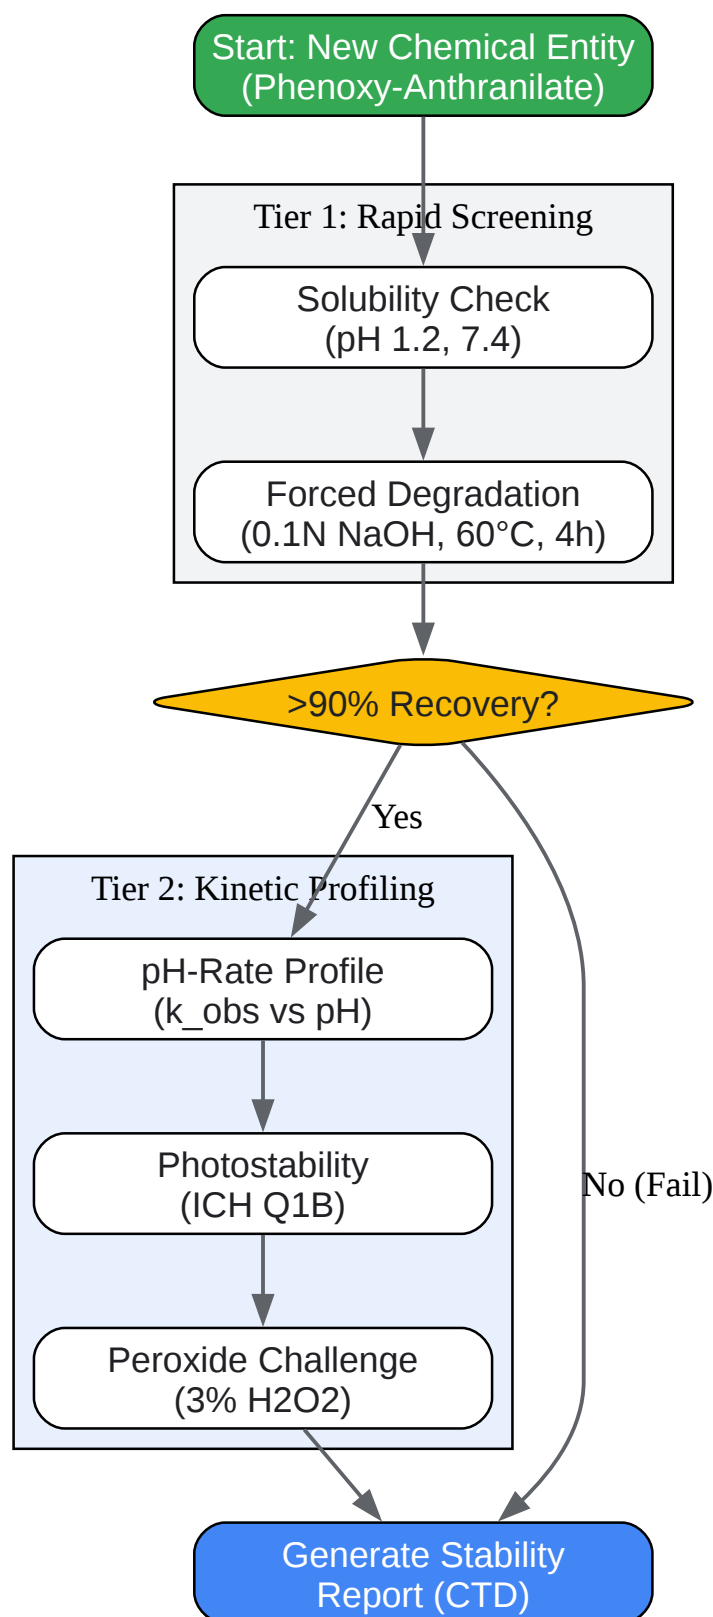 Start: New Chemical Entity
(Phenoxy-Anthranilate)
Tier 1: Rapid Screening
Solubility Check
(pH 1.2, 7.4)
Forced Degradation
(0.1N NaOH, 60°C, 4h)
>90% Recovery?
Yes
Tier 2: Kinetic Profiling
pH-Rate Profile
(k_obs vs pH)
Photostability
(ICH Q1B)
No (Fail)
Peroxide Challenge
(3% H2O2)
Generate Stability
Report (CTD)